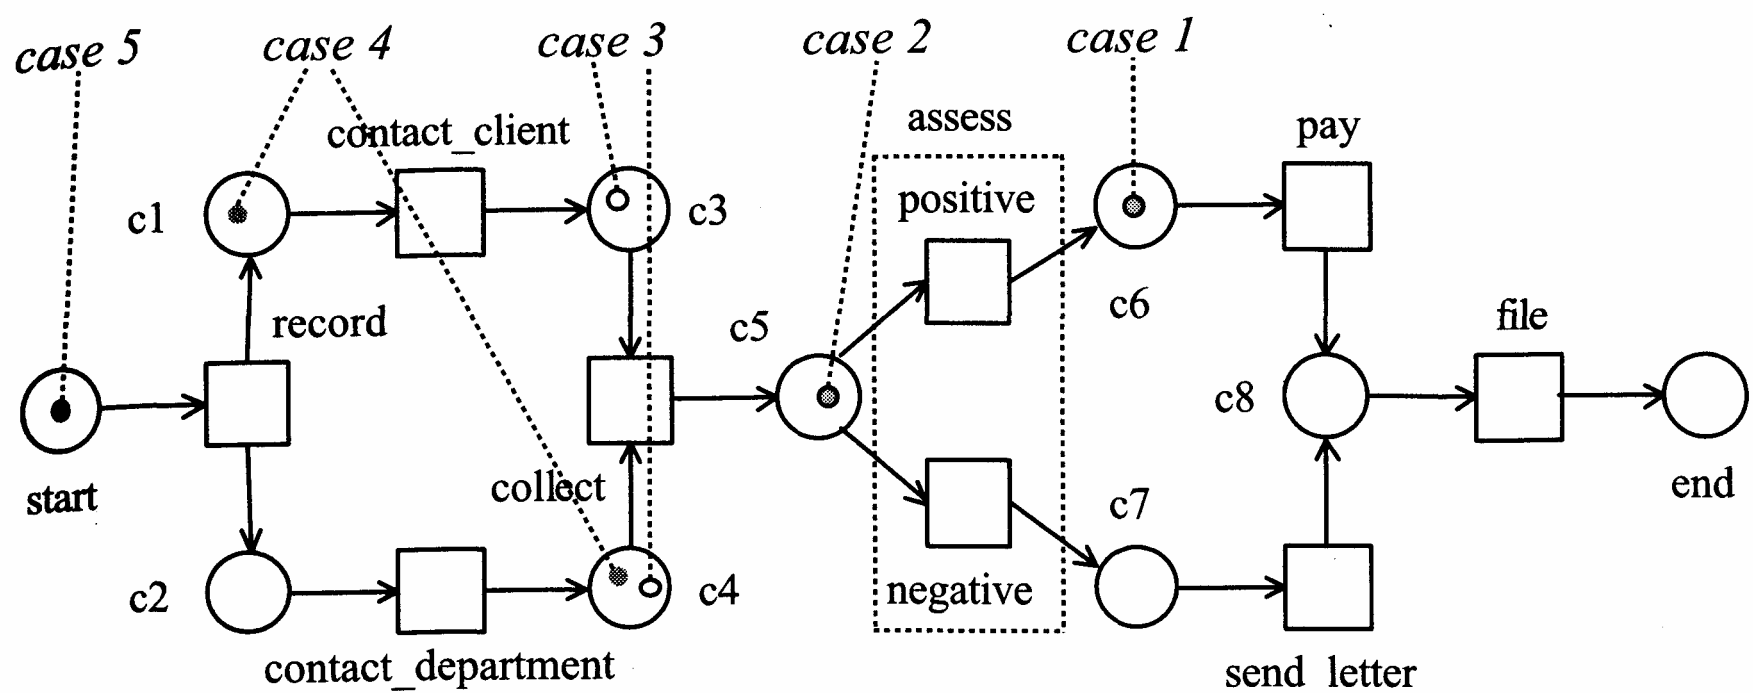 case 5
case 4
case 3
case 2
case 1
contact_client
assess
pay
c1
c3
positive
record
c5
c6
file
start
collect
c8
end
c7
c2
c4
negative
contact_department
send_letter